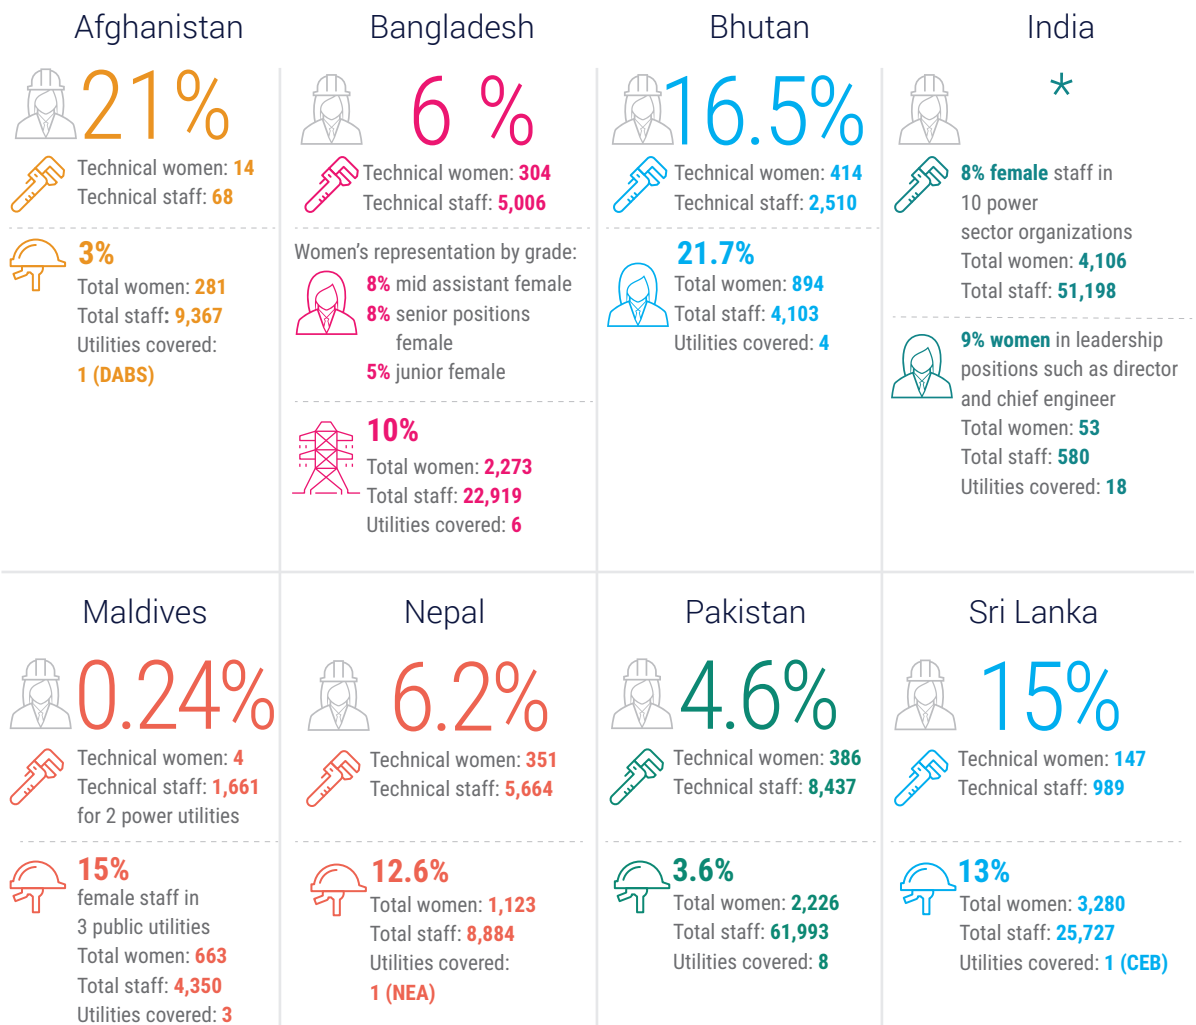 Afghanistan
21%
Technical women: 14
Technical staff: 68
3%
Total women: 281
Total staff: 9,367
Utilities covered:
1 (DABS)
Bangladesh
6 %
Technical women: 304
Technical staff: 5,006
Women's representation by grade:
8% mid assistant female
8% senior positions
female
5% junior female
10%
Total women: 2,273
Total staff: 22,919
Utilities covered: 6
Bhutan
16.5%
Technical women: 414
Technical staff: 2,510
21.7%
Total women: 894
Total staff: 4,103
Utilities covered: 4
India
*
8% female staff in
10 power
sector organizations
Total women: 4,106
Total staff: 51,198
9% women in leadership
positions such as director
and chief engineer
Total women: 53
Total staff: 580
Utilities covered: 18
Maldives
0.24%
Technical women: 4
Technical staff: 1,661
for 2 power utilities
15%
female staff in
3 public utilities
Total women: 663
Total staff: 4,350
Utilities covered: 3
Nepal
6.2%
Technical women: 351
Technical staff: 5,664
12.6%
Total women: 1,123
Total staff: 8,884
Utilities covered:
1 (NEA)
Pakistan
4.6%
Technical women: 386
Technical staff: 8,437
3.6%
Total women: 2,226
Total staff: 61,993
Utilities covered: 8
Sri Lanka
15%
Technical women: 147
Technical staff: 989
13%
Total women: 3,280
Total staff: 25,727
Utilities covered: 1 (CEB)